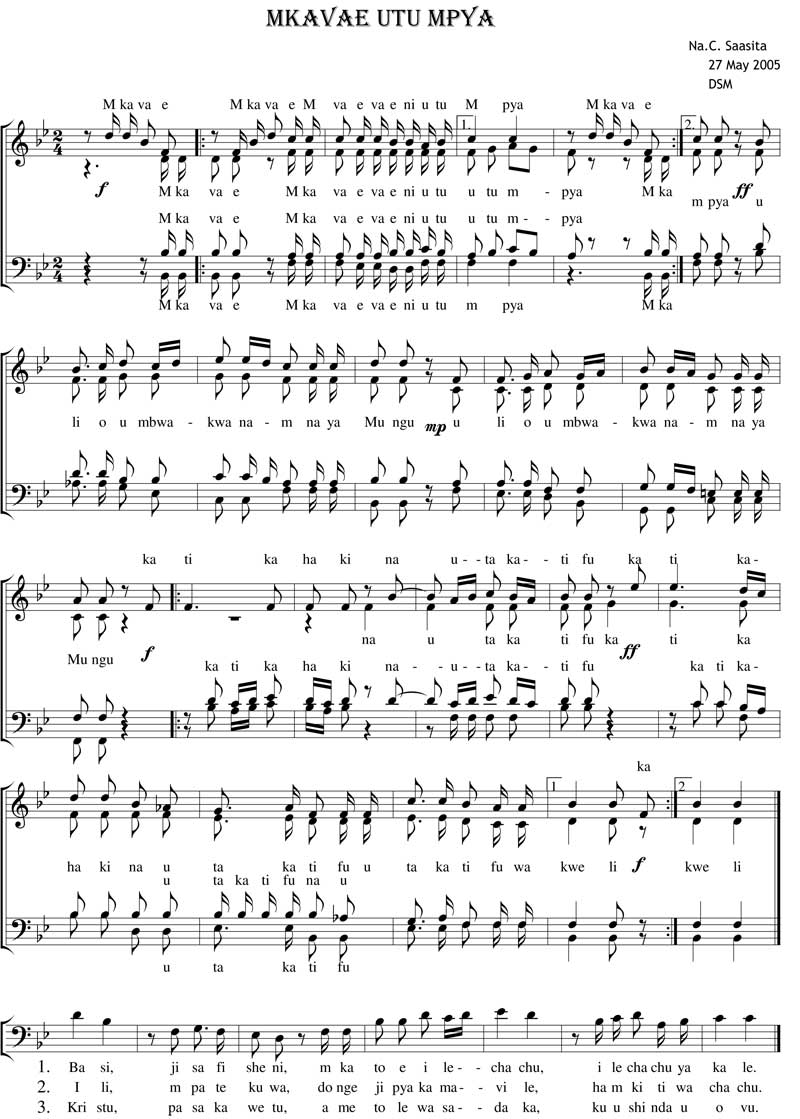 MKAVAE UTU MPYA
Na.C. Saasita
27 May 2005
DSM
M ka va e M ka va e M va e va e ni u tu M pya M ka va e
2 4 1. 2.
f M ka va e M ka va e va e ni u tu u tu m - pya M ka ff
m pya u
M ka va e M ka va e va e ni u tu u tu m - - pya
2 4
M ka va e M ka va e va e ni u tu m pya M ka
li o u mbwa - kwa na - m na ya Mu ngu mp u li o u mbwa - kwa na - m na ya
ka ti ka ha ki na u - - ta ka - ti fu ka ti ka -
na u ta ka ti fu ka ti ka
Mu ngu f ff
ka ti ka ha ki na - - u - ta ka - ti fu ka ti ka -
ka
1 2
ha ki na u ta ka ti fu u ta ka ti fu wa kwe li f kwe li
u ta ka ti fu na u
u ta ka ti fu
1. Ba si, ji sa fi she ni, m ka to e i le - - cha chu, i le cha chu ya ka le.
2. I li, m pa te ku wa, do nge ji pya ka ma - - vi le, ha m ki ti wa cha chu.
3. Kri stu, pa sa ka we tu, a me to le wa sa - - da ka, ku u shi nda u o vu.